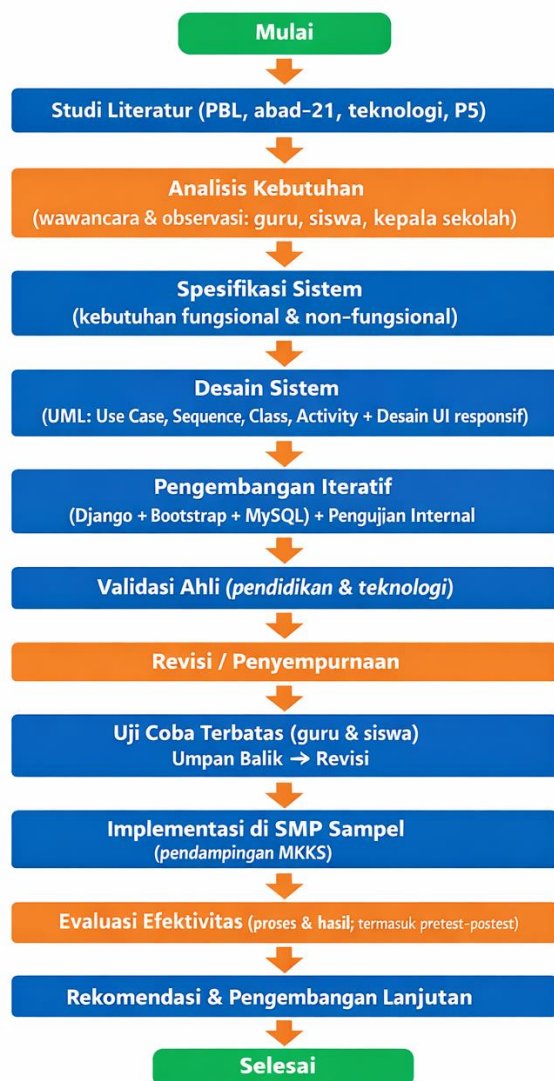 Mulai
Studi Literatur (PBL, abad-21, teknologi, P5)
Analisis Kebutuhan
(wawancara & observasi: guru, siswa, kepala sekolah)
Spesifikasi Sistem
(kebutuhan fungsional & non-fungsional)
Desain Sistem
(UML: Use Case, Sequence, Class, Activity + Desain UI responsif)
Pengembangan Iteratif
(Django + Bootstrap + MySQL) + Pengujian Internal
Validasi Ahli (pendidikan & teknologi)
Revisi / Penyempurnaan
Uji Coba Terbatas (guru & siswa)
Umpan Balik → Revisi
Implementasi di SMP Sampel
(pendampingan MKKS)
Evaluasi Efektivitas (proses & hasil; termasuk pretest-postest)
Rekomendasi & Pengembangan Lanjutan
Selesai